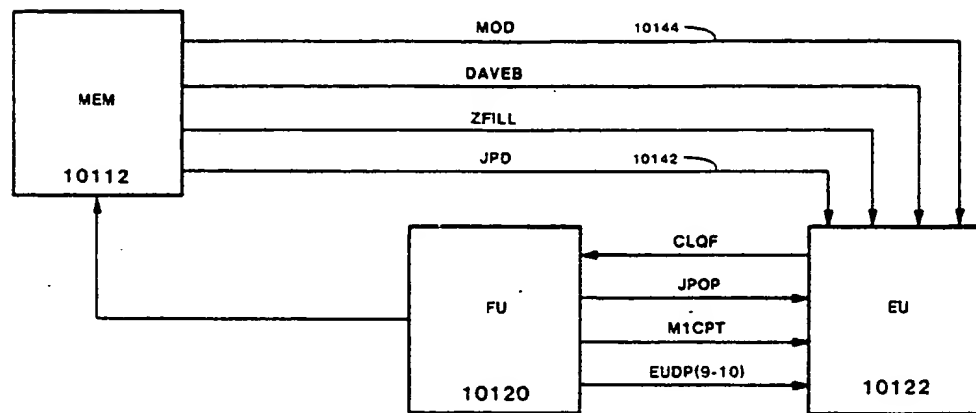 MOD
10144
DAVEB
MEM
ZFILL
JPD
10142
10112
CLQF
JPOP
FU
EU
M1CPT
EUDP(9-10)
10120
10122